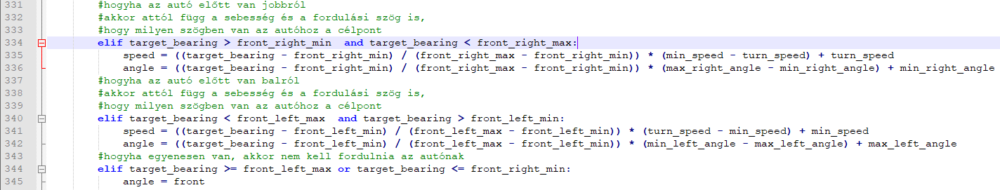 331 #hogyha az autó előtt van jobbról
332 #akkor attól függ a sebesség és a fordulási szög is,
333 #hogy milyen szögben van az autóhoz a célpont
334 elif target_bearing > front_right_min  and target_bearing < front_right_max:
335 speed = ((target_bearing - front_right_min) / (front_right_max - front_right_min)) * (min_speed - turn_speed) + turn_speed
336 angle = ((target_bearing - front_right_min) / (front_right_max - front_right_min)) * (max_right_angle - min_right_angle) + min_right_angle
337 #hogyha az autó előtt van balról
338 #akkor attól függ a sebesség és a fordulási szög is,
339 #hogy milyen szögben van az autóhoz a célpont
340 elif target_bearing < front_left_max  and target_bearing > front_left_min:
341 speed = ((target_bearing - front_left_min) / (front_left_max - front_left_min)) * (turn_speed - min_speed) + min_speed
342 angle = ((target_bearing - front_left_min) / (front_left_max - front_left_min)) * (min_left_angle - max_left_angle) + max_left_angle
343 #hogyha egyenesen van, akkor nem kell fordulnia az autónak
344 elif target_bearing >= front_left_max or target_bearing <= front_right_min:
345 angle = front